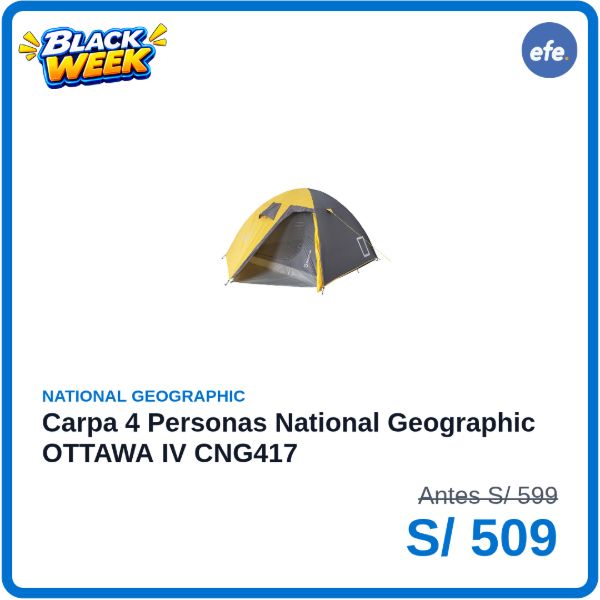 BLACK
WEEK
efe.
NATIONAL GEOGRAPHIC
Carpa 4 Personas National Geographic
OTTAWA IV CNG417
Antes S/ 599
S/ 509